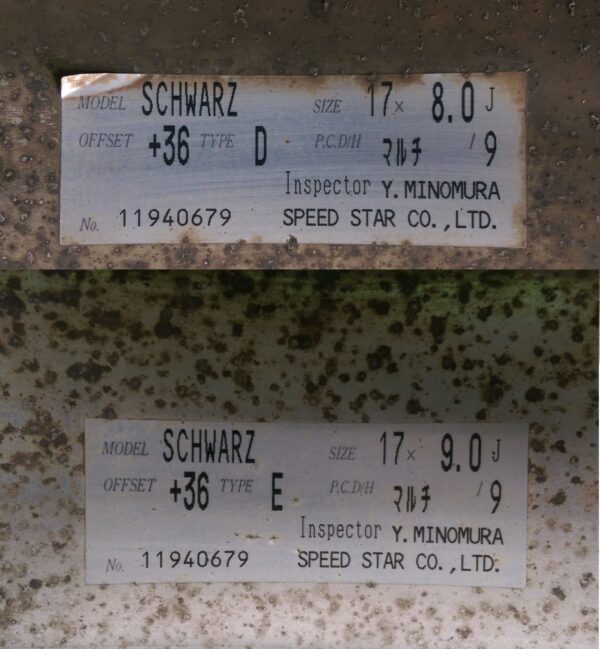 MODEL SCHWARZ SIZE 17× 8.0 J
OFFSET +36 TYPE D P.C.D/H マルチ / 9
Inspector Y. MINOMURA
No. 11940679 SPEED STAR CO.,LTD.
MODEL SCHWARZ SIZE 17× 9.0 J
OFFSET +36 TYPE E P.C.D/H マルチ / 9
Inspector Y. MINOMURA
No. 11940679 SPEED STAR CO.,LTD.